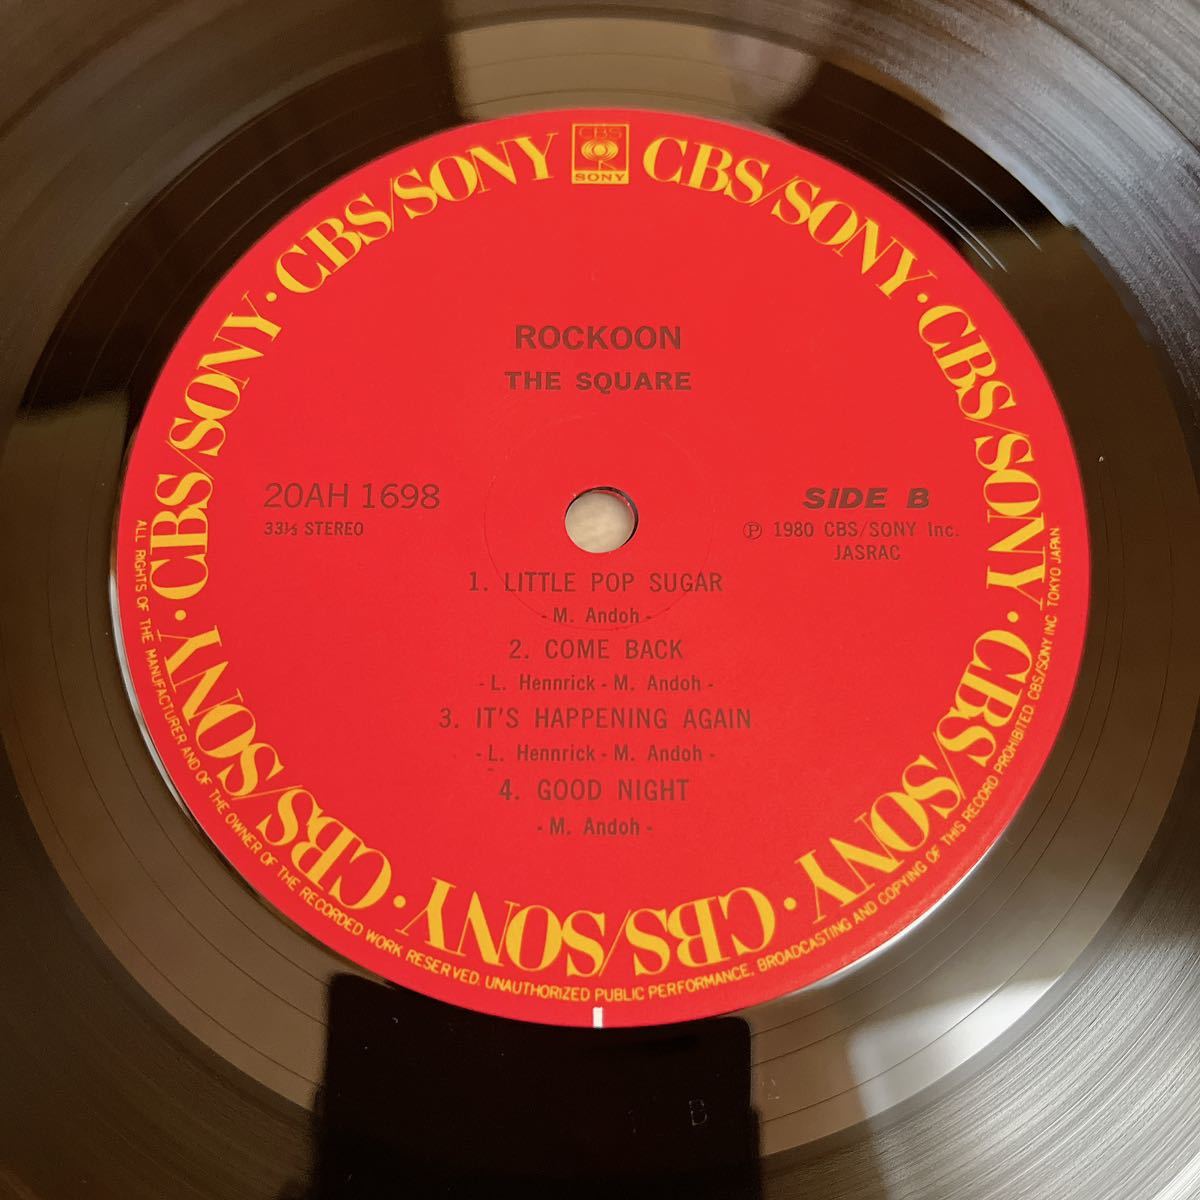 CBS
SONY
CBS/SONY · CBS/SONY · CBS/SONY · CBS/SONY · CBS/SONY · CBS/SONY · CBS/SONY · CBS/SONY
ROCKOON
THE SQUARE
20AH 1698
33⅓ STEREO
SIDE B
Ⓟ 1980 CBS/SONY Inc.
JASRAC
1. LITTLE POP SUGAR
- M. Andoh -
2. COME BACK
- L. Hennrick - M. Andoh -
3. IT'S HAPPENING AGAIN
- L. Hennrick - M. Andoh -
4. GOOD NIGHT
- M. Andoh -
ALL RIGHTS OF THE MANUFACTURER AND OF THE OWNER OF THE RECORDED WORK RESERVED. UNAUTHORIZED PUBLIC PERFORMANCE, BROADCASTING AND COPYING OF THIS RECORD PROHIBITED CBS/SONY INC TOKYO JAPAN
B